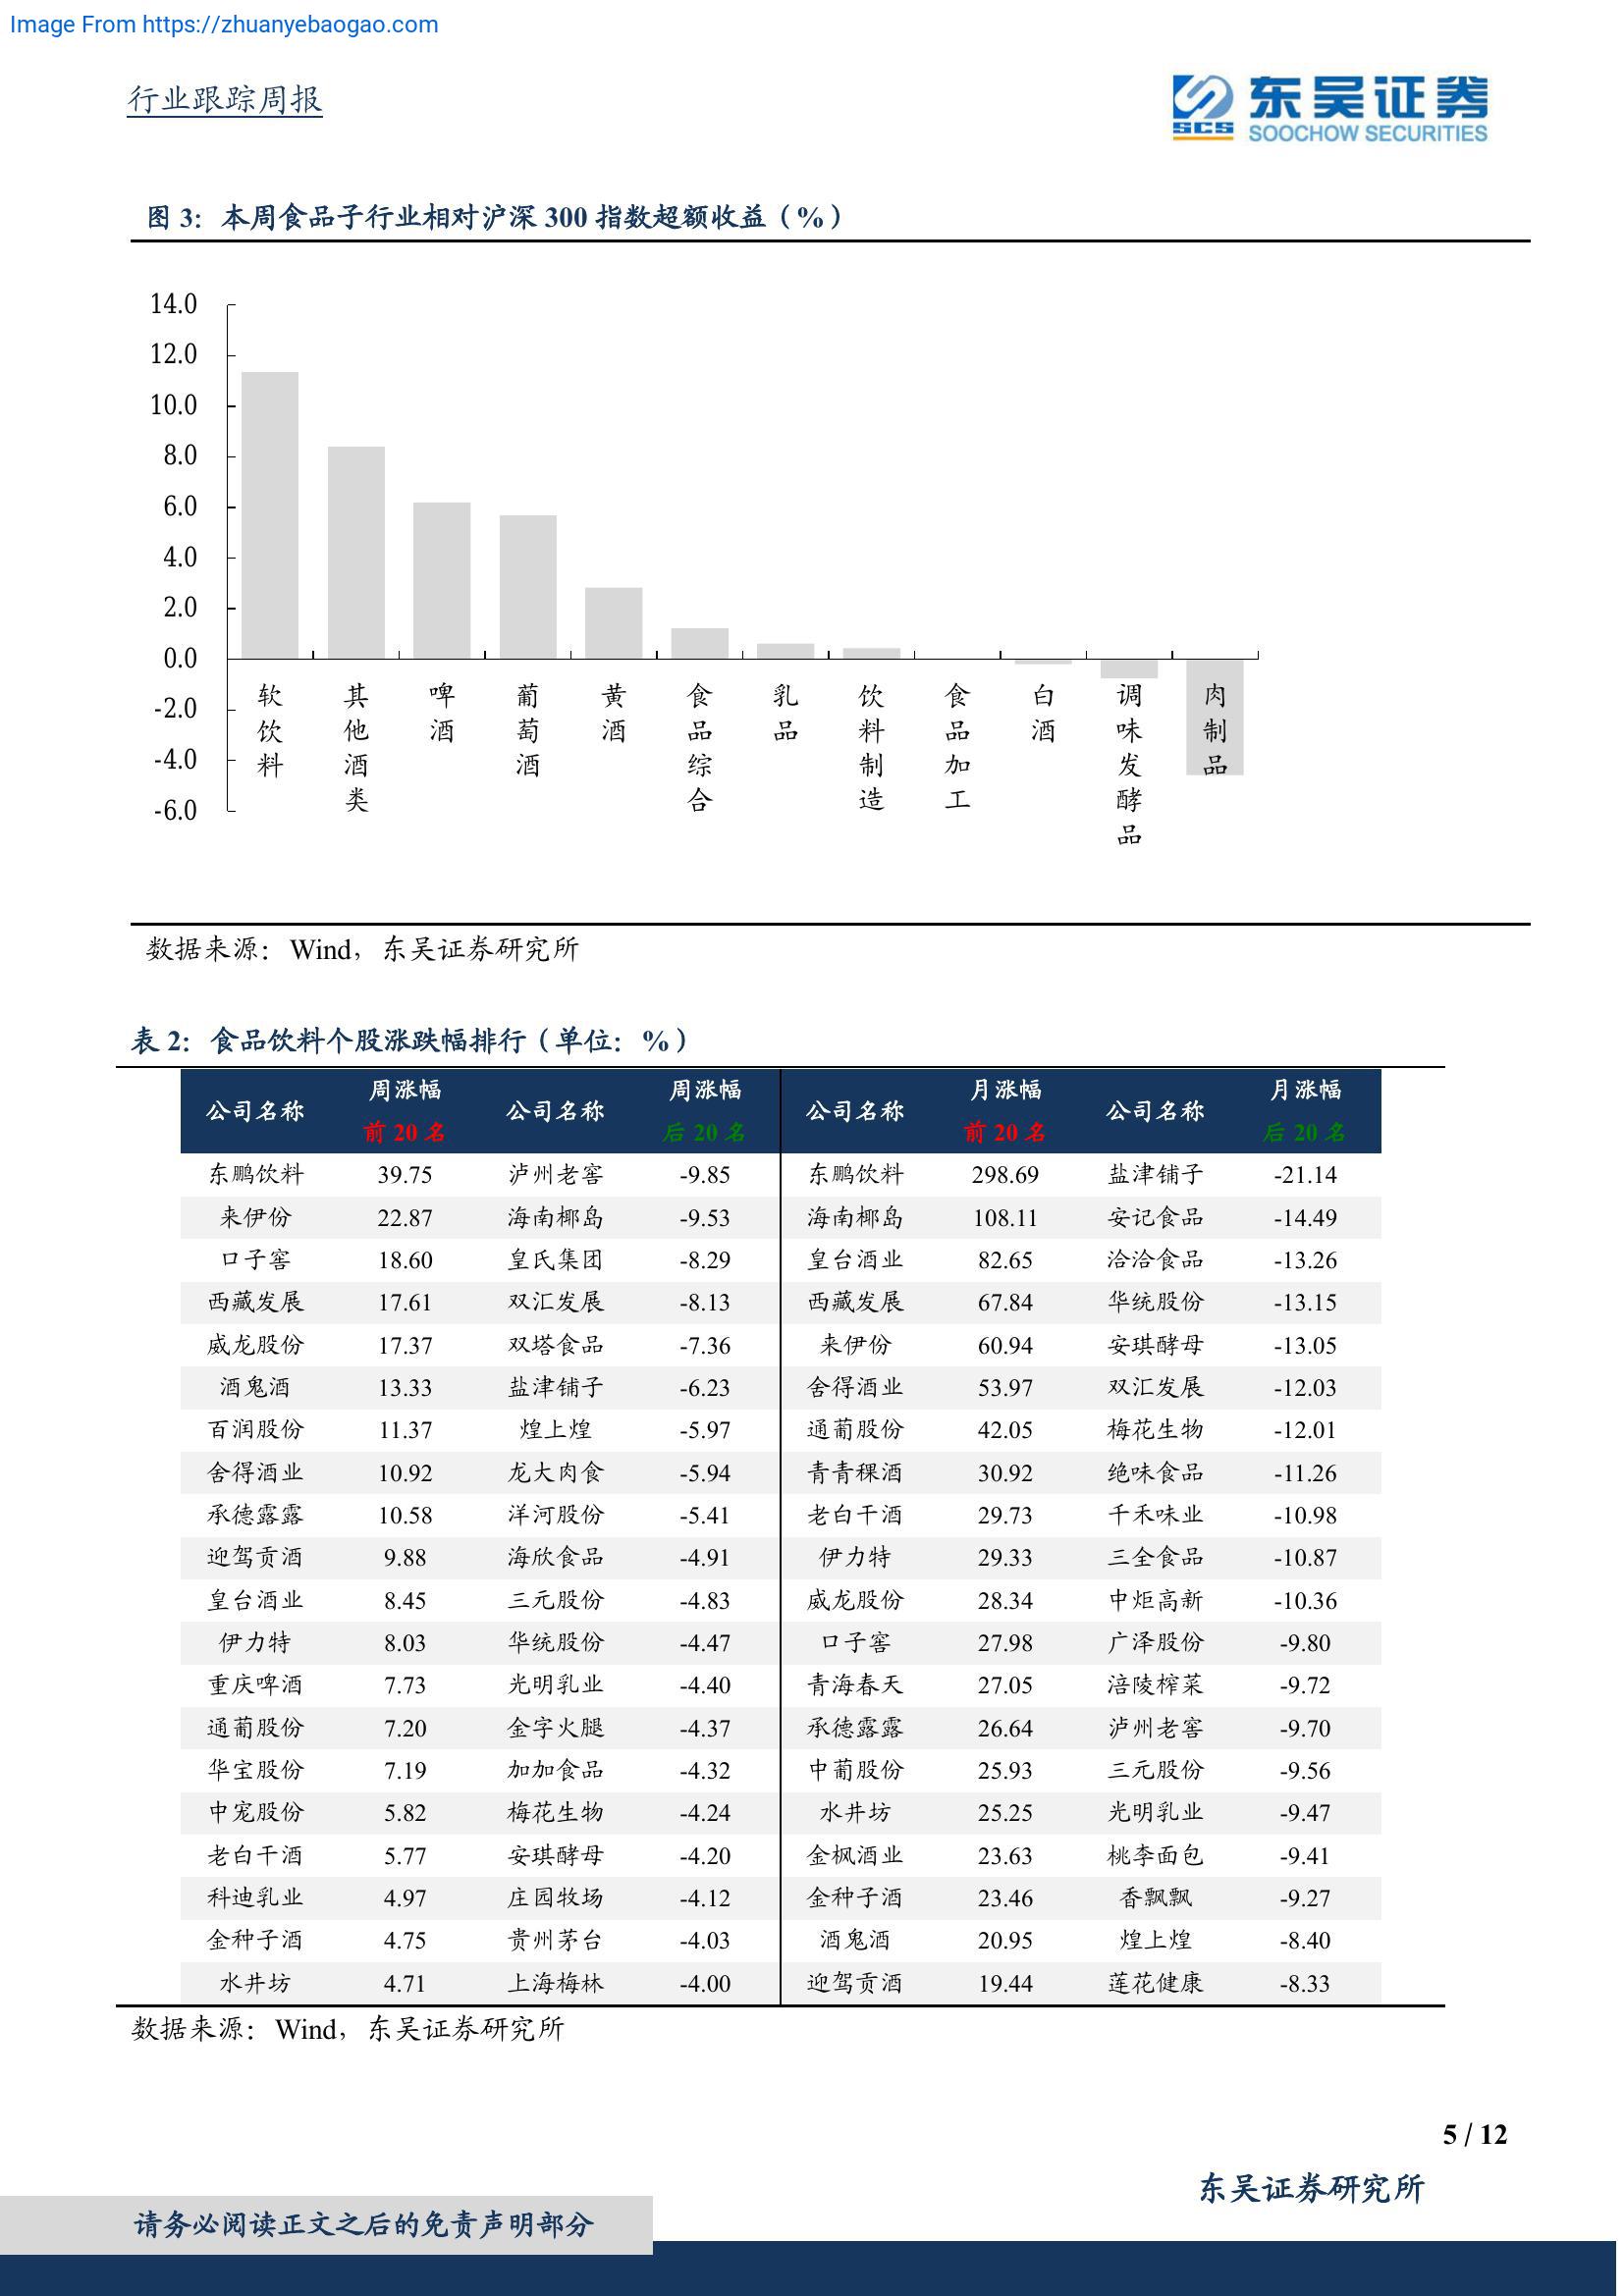 Image From https://zhuanyebaogao.com
行业跟踪周报
东吴证券
SCS
SOOCHOW SECURITIES
图 3：本周食品子行业相对沪深 300 指数超额收益（%）
14.0
12.0
10.0
8.0
6.0
4.0
2.0
0.0
-2.0
-4.0
-6.0
软饮料
其他酒类
啤酒
葡萄酒
黄酒
食品综合
乳品
饮料制造
食品加工
白酒
调味发酵品
肉制品
数据来源：Wind，东吴证券研究所
表 2：食品饮料个股涨跌幅排行（单位：%）
公司名称 周涨幅 前 20 名 公司名称 周涨幅 后 20 名 公司名称 月涨幅 前 20 名 公司名称 月涨幅 后 20 名
东鹏饮料 39.75 泸州老窖 -9.85 东鹏饮料 298.69 盐津铺子 -21.14
来伊份 22.87 海南椰岛 -9.53 海南椰岛 108.11 安记食品 -14.49
口子窖 18.60 皇氏集团 -8.29 皇台酒业 82.65 洽洽食品 -13.26
西藏发展 17.61 双汇发展 -8.13 西藏发展 67.84 华统股份 -13.15
威龙股份 17.37 双塔食品 -7.36 来伊份 60.94 安琪酵母 -13.05
酒鬼酒 13.33 盐津铺子 -6.23 舍得酒业 53.97 双汇发展 -12.03
百润股份 11.37 煌上煌 -5.97 通葡股份 42.05 梅花生物 -12.01
舍得酒业 10.92 龙大肉食 -5.94 青青稞酒 30.92 绝味食品 -11.26
承德露露 10.58 洋河股份 -5.41 老白干酒 29.73 千禾味业 -10.98
迎驾贡酒 9.88 海欣食品 -4.91 伊力特 29.33 三全食品 -10.87
皇台酒业 8.45 三元股份 -4.83 威龙股份 28.34 中炬高新 -10.36
伊力特 8.03 华统股份 -4.47 口子窖 27.98 广泽股份 -9.80
重庆啤酒 7.73 光明乳业 -4.40 青海春天 27.05 涪陵榨菜 -9.72
通葡股份 7.20 金字火腿 -4.37 承德露露 26.64 泸州老窖 -9.70
华宝股份 7.19 加加食品 -4.32 中葡股份 25.93 三元股份 -9.56
中宠股份 5.82 梅花生物 -4.24 水井坊 25.25 光明乳业 -9.47
老白干酒 5.77 安琪酵母 -4.20 金枫酒业 23.63 桃李面包 -9.41
科迪乳业 4.97 庄园牧场 -4.12 金种子酒 23.46 香飘飘 -9.27
金种子酒 4.75 贵州茅台 -4.03 酒鬼酒 20.95 煌上煌 -8.40
水井坊 4.71 上海梅林 -4.00 迎驾贡酒 19.44 莲花健康 -8.33
数据来源：Wind，东吴证券研究所
5 / 12
东吴证券研究所
请务必阅读正文之后的免责声明部分